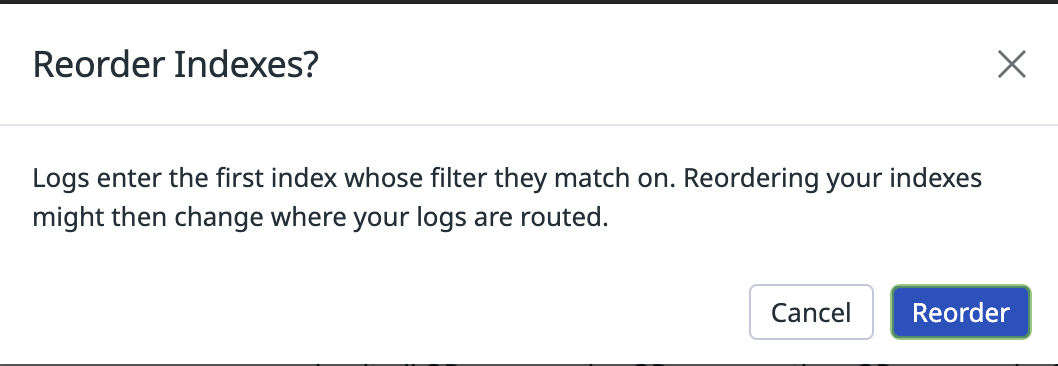 Reorder Indexes?
Logs enter the first index whose filter they match on. Reordering your indexes
might then change where your logs are routed.
Cancel
Reorder